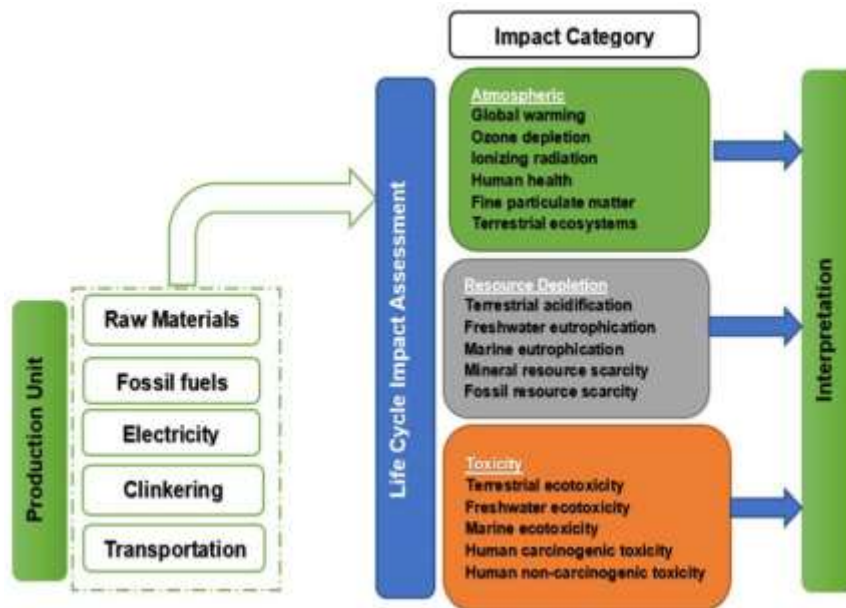 Impact Category
Atmospheric
Global warming
Ozone depletion
Ionizing radiation
Human health
Fine particulate matter
Terrestrial ecosystems
Resource Depletion
Terrestrial acidification
Freshwater eutrophication
Marine eutrophication
Mineral resource scarcity
Fossil resource scarcity
Toxicity
Terrestrial ecotoxicity
Freshwater ecotoxicity
Marine ecotoxicity
Human carcinogenic toxicity
Human non-carcinogenic toxicity
Production Unit
Raw Materials
Fossil fuels
Electricity
Clinkering
Transportation
Life Cycle Impact Assessment
Interpretation